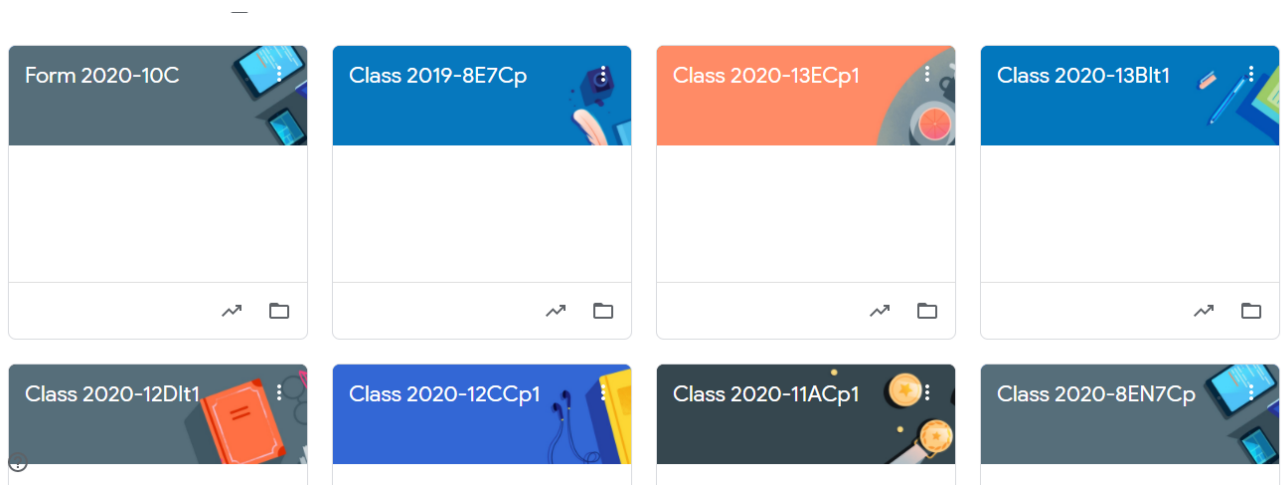 Form 2020-10C
Class 2019-8E7Cp
Class 2020-13ECp1
Class 2020-13BIt1
Class 2020-12DIt1
Class 2020-12CCp1
Class 2020-11ACp1
Class 2020-8EN7Cp